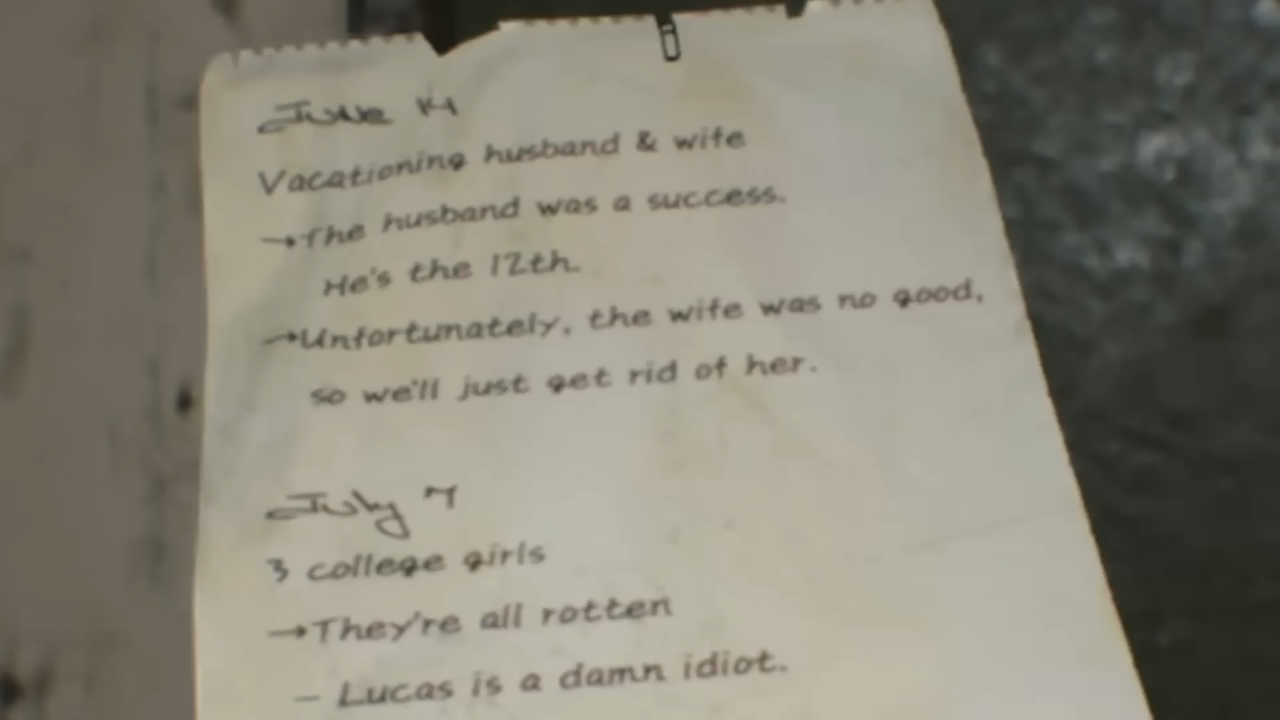 June 14
Vacationing husband & wife
→The husband was a success.
He's the 12th.
→Unfortunately, the wife was no good,
so we'll just get rid of her.
July 7
3 college girls
→They're all rotten
- Lucas is a damn idiot.